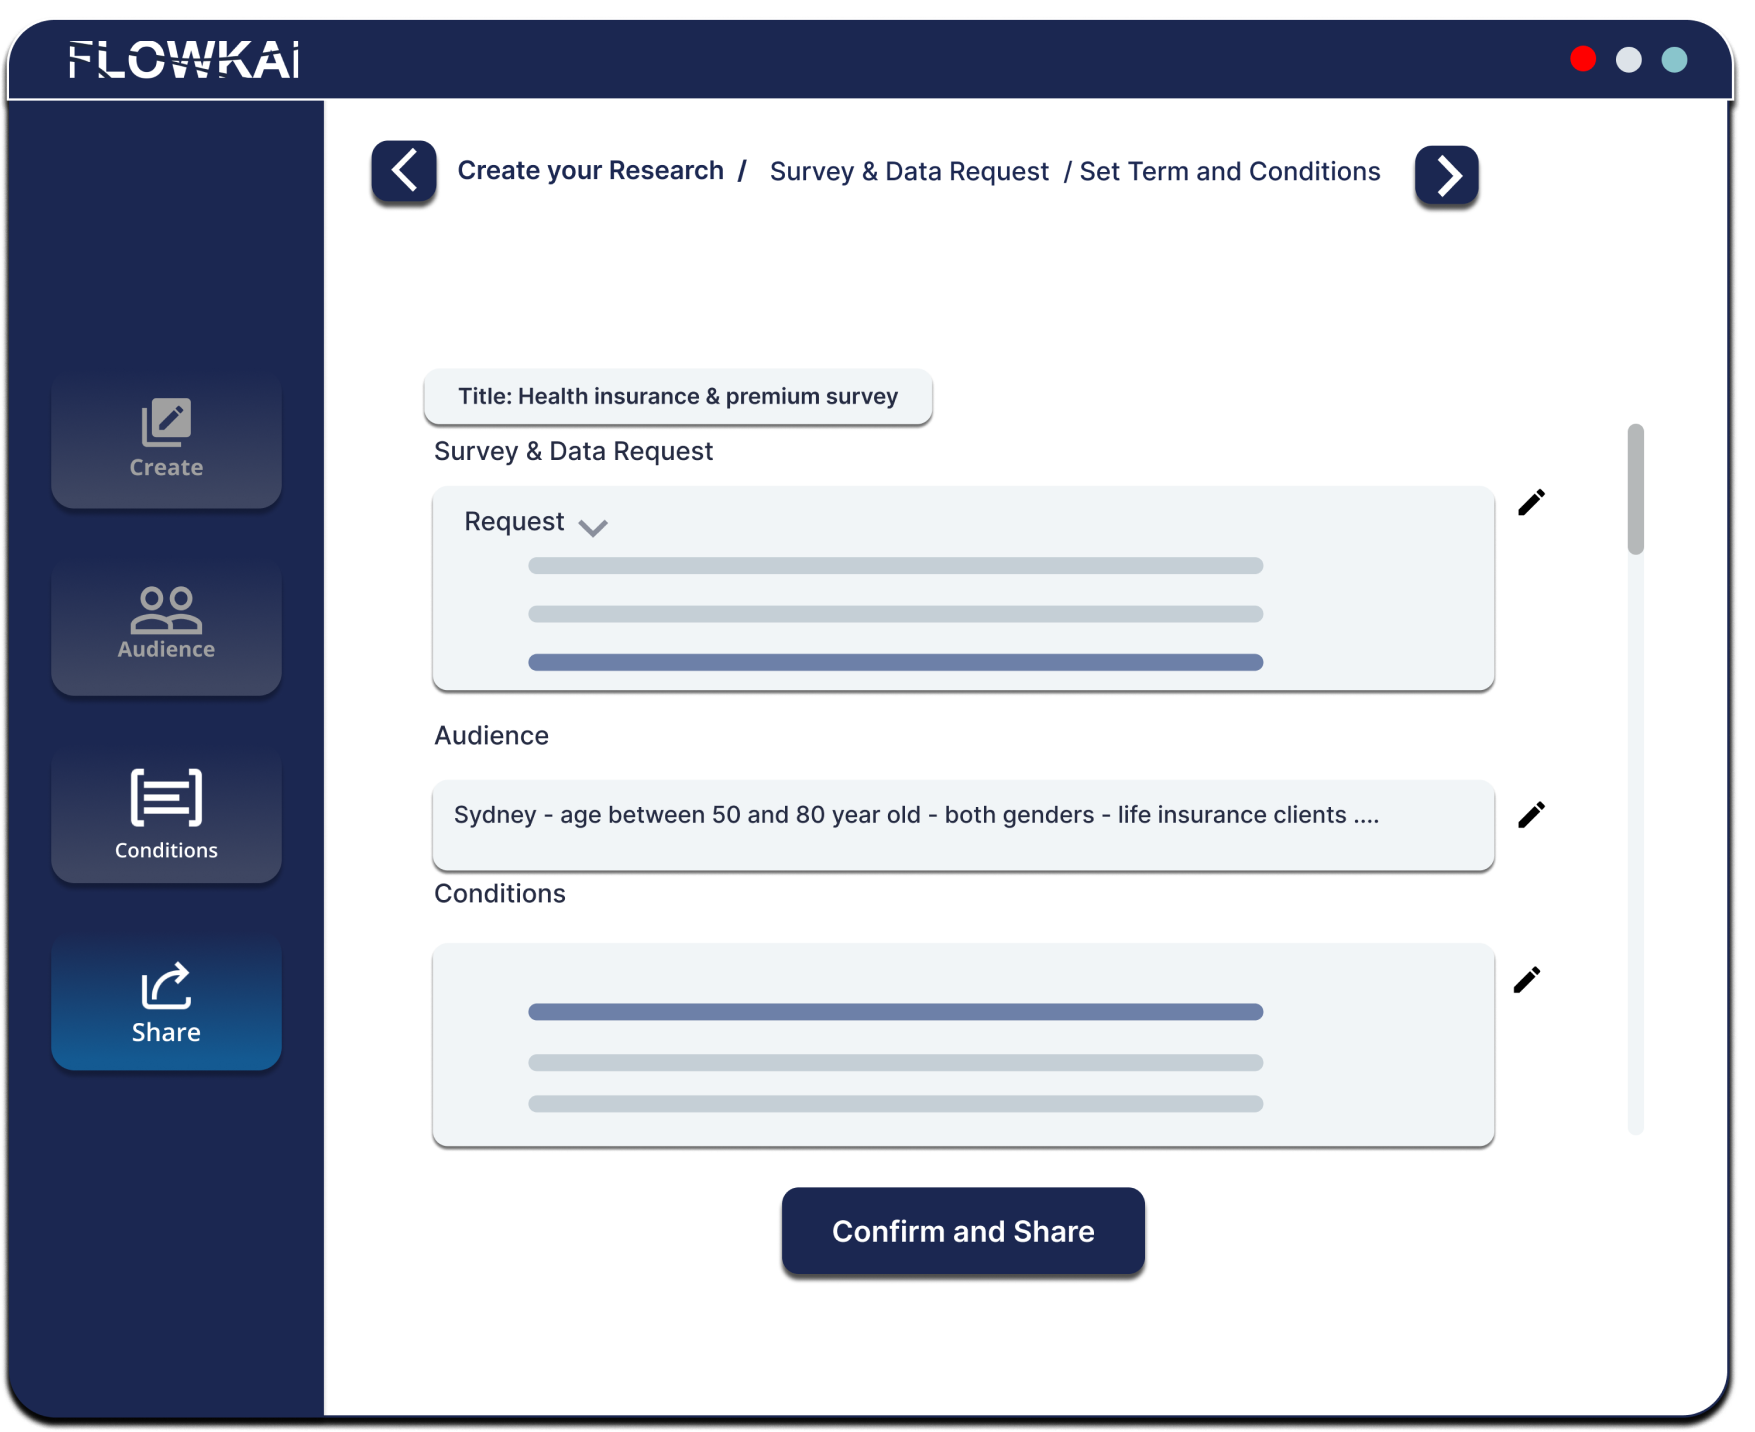 FLOWKAI
Create your Research / Survey & Data Request / Set Term and Conditions
Create
Audience
Conditions
Share
Title: Health insurance & premium survey
Survey & Data Request
Request
Audience
Sydney - age between 50 and 80 year old - both genders - life insurance clients ....
Conditions
Confirm and Share